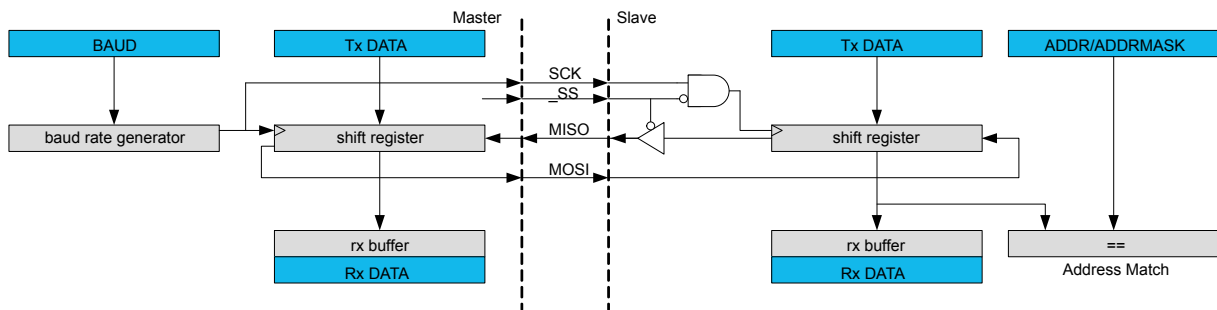 Master Slave
BAUD Tx DATA Tx DATA ADDR/ADDRMASK
SCK
_SS
baud rate generator shift register MISO shift register
MOSI
rx buffer rx buffer ==
Rx DATA Rx DATA Address Match